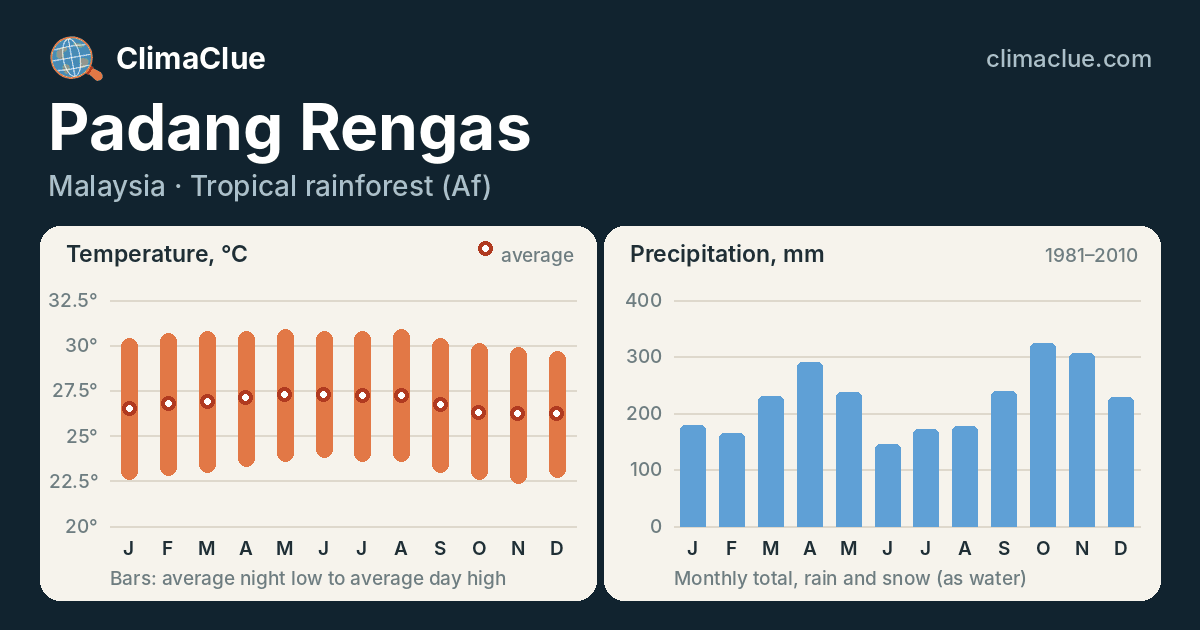 ClimaClue
climaclue.com
Padang Rengas
Malaysia · Tropical rainforest (Af)
Temperature, °C
average
32.5°
30°
27.5°
25°
22.5°
20°
J F M A M J J A S O N D
Bars: average night low to average day high
Precipitation, mm
1981–2010
400
300
200
100
0
J F M A M J J A S O N D
Monthly total, rain and snow (as water)